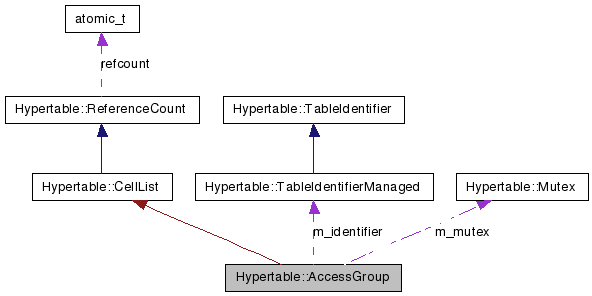 atomic_t
refcount
Hypertable::ReferenceCount
Hypertable::TableIdentifier
Hypertable::CellList
Hypertable::TableIdentifierManaged
Hypertable::Mutex
m_identifier
m_mutex
Hypertable::AccessGroup